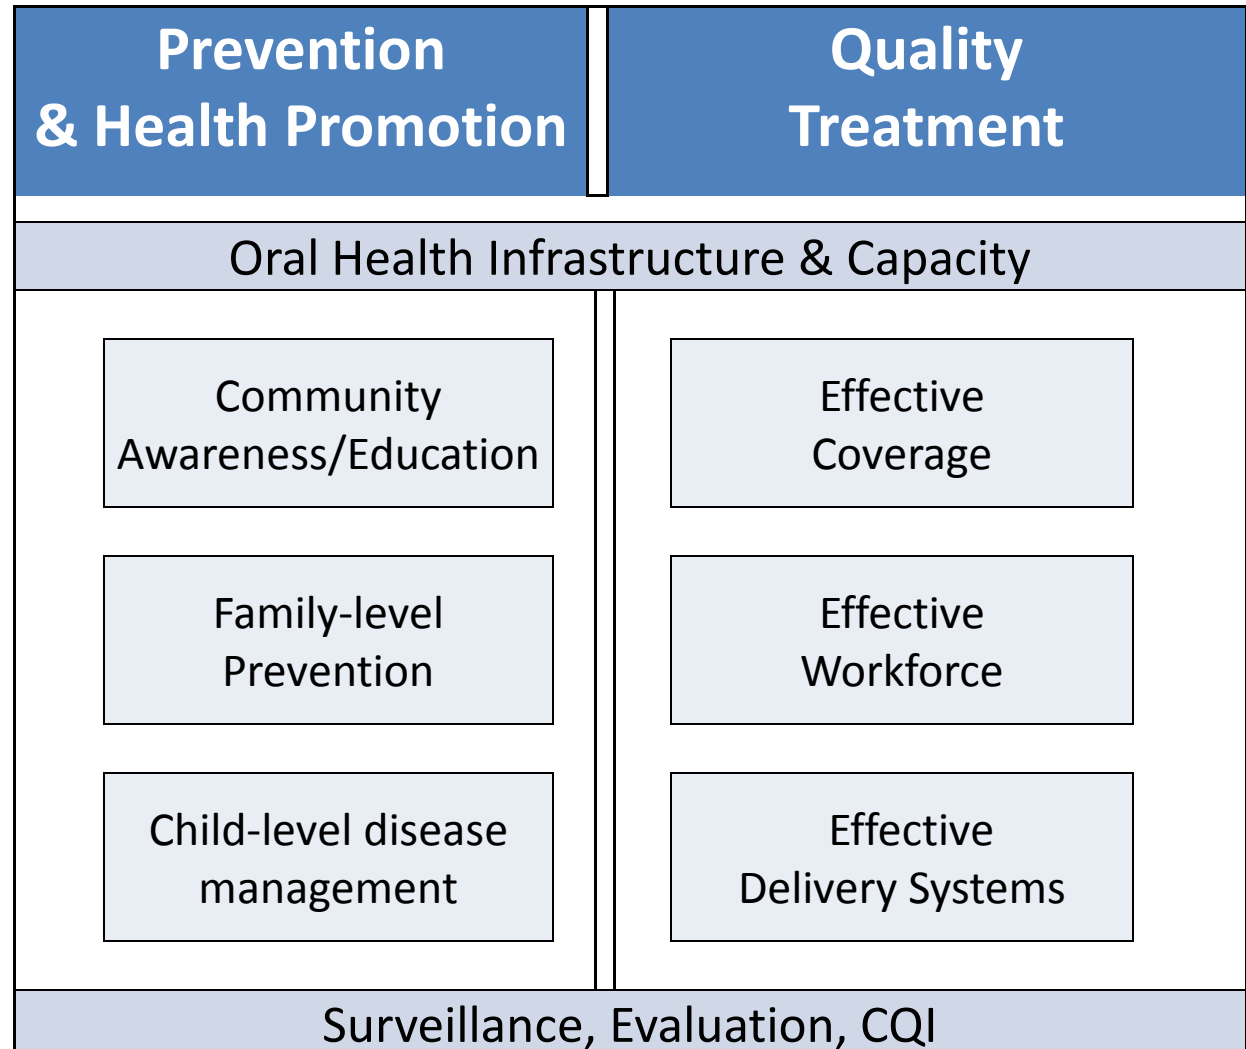 Prevention
& Health Promotion
Quality
Treatment
Oral Health Infrastructure & Capacity
Community
Awareness/Education
Effective
Coverage
Family-level
Prevention
Effective
Workforce
Child-level disease
management
Effective
Delivery Systems
Surveillance, Evaluation, CQI